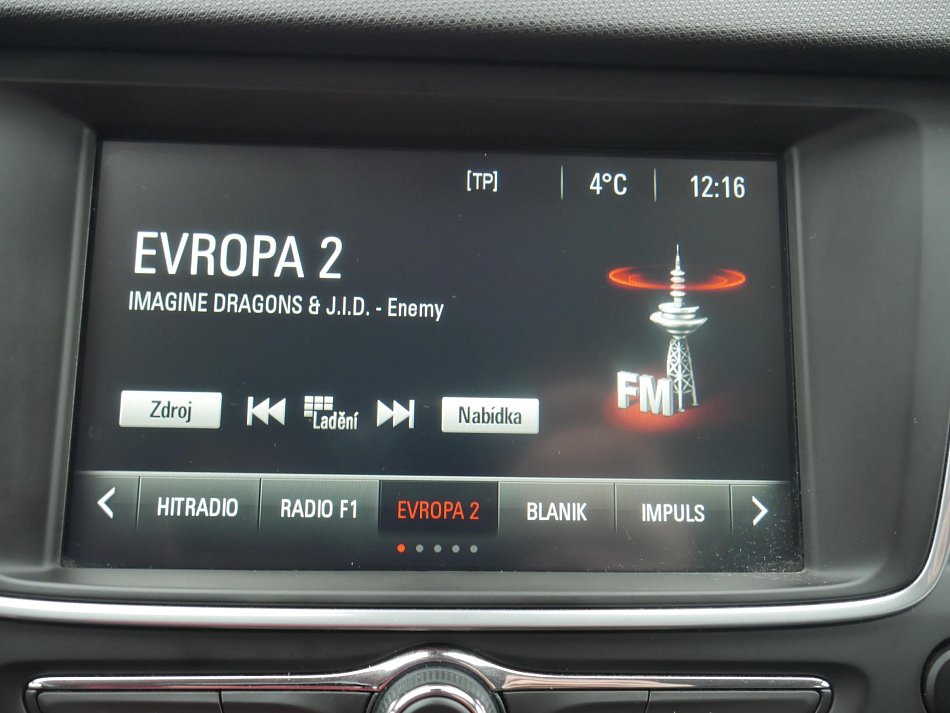 [TP] 4°C 12:16
EVROPA 2
IMAGINE DRAGONS & J.I.D. - Enemy
FM
Zdroj Ladění Nabídka
HITRADIO RADIO F1 EVROPA 2 BLANIK IMPULS